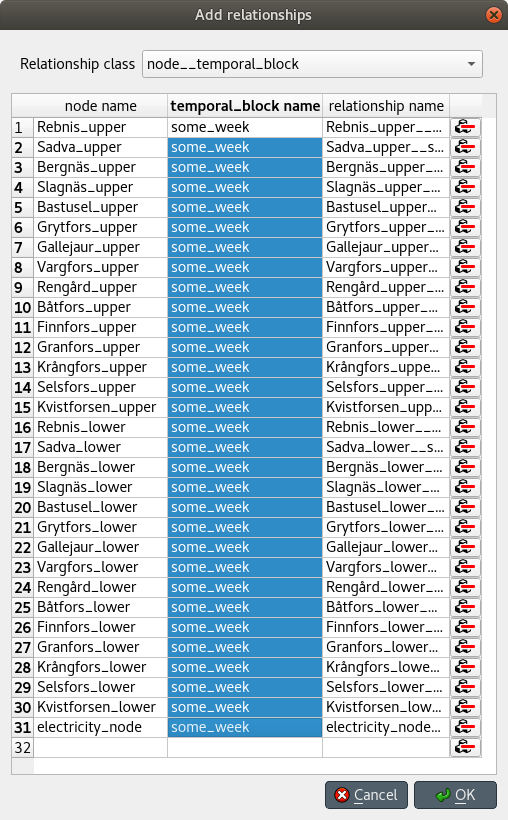 Add relationships
Relationship class node__temporal_block
node name temporal_block name relationship name
1 Rebnis_upper some_week Rebnis_upper__...
2 Sadva_upper some_week Sadva_upper__s...
3 Bergnäs_upper some_week Bergnäs_upper_...
4 Slagnäs_upper some_week Slagnäs_upper_...
5 Bastusel_upper some_week Bastusel_upper...
6 Grytfors_upper some_week Grytfors_upper_...
7 Gallejaur_upper some_week Gallejaur_upper...
8 Vargfors_upper some_week Vargfors_upper...
9 Rengård_upper some_week Rengård_upper_...
10 Båtfors_upper some_week Båtfors_upper_...
11 Finnfors_upper some_week Finnfors_upper_...
12 Granfors_upper some_week Granfors_upper...
13 Krångfors_upper some_week Krångfors_uppe...
14 Selsfors_upper some_week Selsfors_upper_...
15 Kvistforsen_upper some_week Kvistforsen_upp...
16 Rebnis_lower some_week Rebnis_lower__...
17 Sadva_lower some_week Sadva_lower__s...
18 Bergnäs_lower some_week Bergnäs_lower_...
19 Slagnäs_lower some_week Slagnäs_lower_...
20 Bastusel_lower some_week Bastusel_lower_...
21 Grytfors_lower some_week Grytfors_lower_...
22 Gallejaur_lower some_week Gallejaur_lower...
23 Vargfors_lower some_week Vargfors_lower_...
24 Rengård_lower some_week Rengård_lower_...
25 Båtfors_lower some_week Båtfors_lower_...
26 Finnfors_lower some_week Finnfors_lower_...
27 Granfors_lower some_week Granfors_lower...
28 Krångfors_lower some_week Krångfors_lowe...
29 Selsfors_lower some_week Selsfors_lower_...
30 Kvistforsen_lower some_week Kvistforsen_low...
31 electricity_node some_week electricity_node...
32
Cancel OK